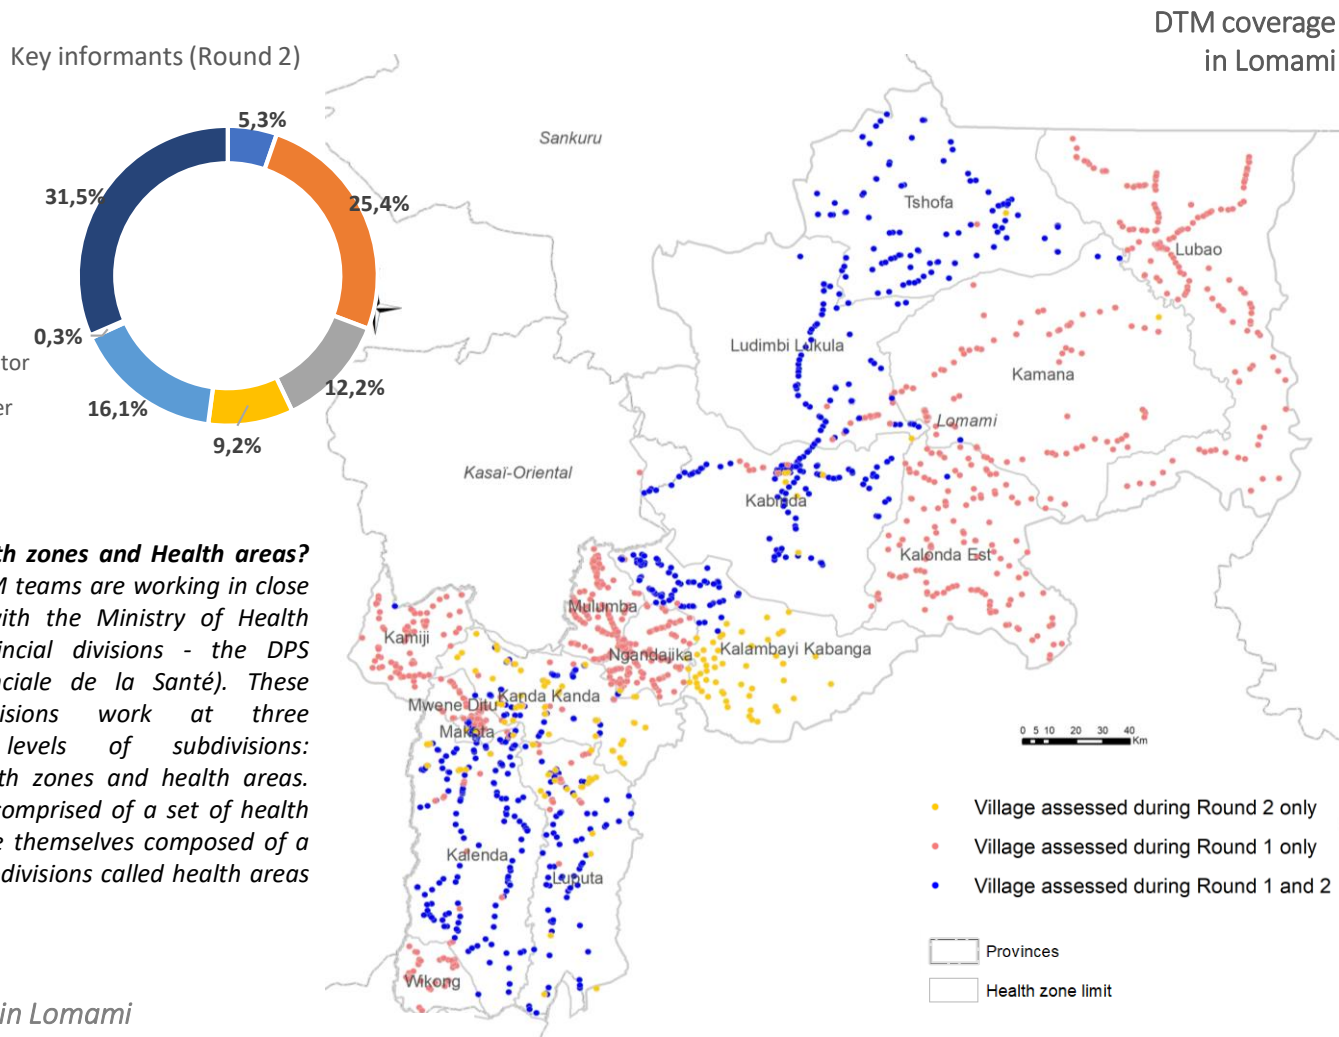 DTM coverage
in Lomami
Key informants (Round 2)
5,3%
25,4%
12,2%
9,2%
16,1%
0,3%
31,5%
tor
er
th zones and Health areas?
M teams are working in close
with the Ministry of Health
incial divisions - the DPS
nciale de la Santé). These
isions work at three
levels of subdivisions:
th zones and health areas.
comprised of a set of health
e themselves composed of a
divisions called health areas
in Lomami
Sankuru
Tshofa
Lubao
Ludimbi Lukula
Kamana
Lomami
Kasaï-Oriental
Kabinda
Kalonda Est
Mulumba
Kamiji
Ngandajika
Kalambayi Kabanga
Kanda Kanda
Mwene Ditu
Makota
Kalenda
Luputa
Wikong
0 5 10 20 30 40
Km
Village assessed during Round 2 only
Village assessed during Round 1 only
Village assessed during Round 1 and 2
Provinces
Health zone limit